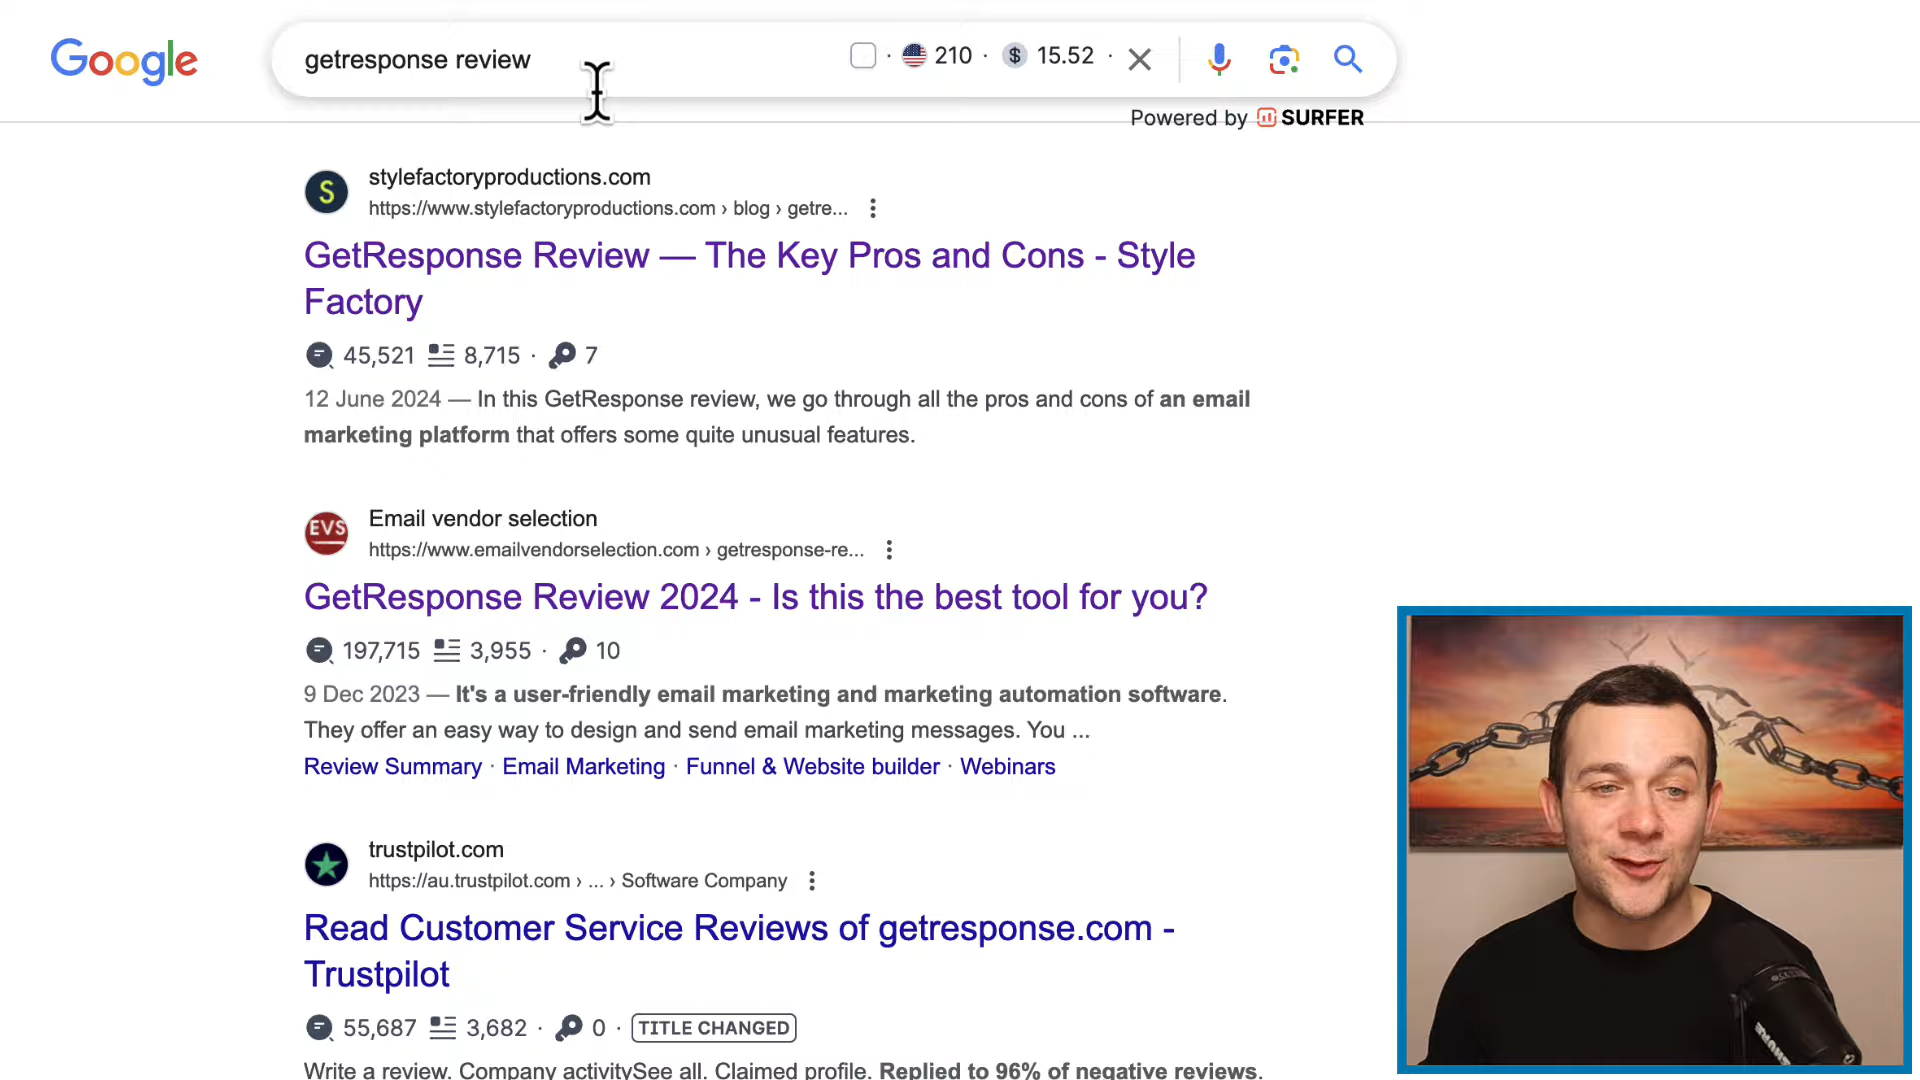 Google
getresponse review
· 210 · $ 15.52 ·
Powered by SURFER
S
stylefactoryproductions.com
https://www.stylefactoryproductions.com › blog › getre...
GetResponse Review — The Key Pros and Cons - Style
Factory
45,521 8,715 · 7
12 June 2024 — In this GetResponse review, we go through all the pros and cons of an email
marketing platform that offers some quite unusual features.
EVS
Email vendor selection
https://www.emailvendorselection.com › getresponse-re...
GetResponse Review 2024 - Is this the best tool for you?
197,715 3,955 · 10
9 Dec 2023 — It's a user-friendly email marketing and marketing automation software.
They offer an easy way to design and send email marketing messages. You ...
Review Summary · Email Marketing · Funnel & Website builder · Webinars
trustpilot.com
https://au.trustpilot.com › ... › Software Company
Read Customer Service Reviews of getresponse.com -
Trustpilot
55,687 3,682 · 0 · TITLE CHANGED
Write a review. Company activitySee all. Claimed profile. Replied to 96% of negative reviews.